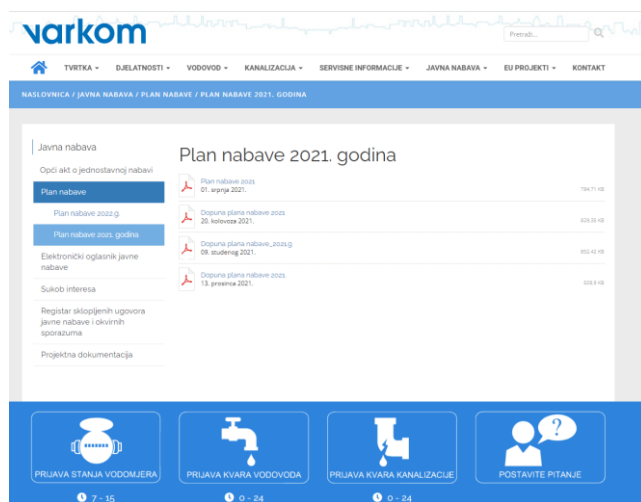 varkom
Pretraži...
TVRTKA DJELATNOSTI VODOVOD KANALIZACIJA SERVISNE INFORMACIJE JAVNA NABAVA EU PROJEKTI KONTAKT
NASLOVNICA / JAVNA NABAVA / PLAN NABAVE / PLAN NABAVE 2021. GODINA
Javna nabava
Opći akt o jednostavnoj nabavi
Plan nabave
Plan nabave 2022.g.
Plan nabave 2021. godina
Elektronički oglasnik javne
nabave
Sukob interesa
Registar sklopljenih ugovora
javne nabave i okvirnih
sporazuma
Projektna dokumentacija
Plan nabave 2021. godina
Plan nabave 2021
01. srpnja 2021.
794,71 KB
Dopuna plana nabave 2021
20. kolovoza 2021.
Dopuna plana nabave_2021.g
09. studenog 2021.
Dopuna plana nabave 2021.
13. prosinca 2021.
PRIJAVA STANJA VODOMJERA
7 - 15
PRIJAVA KVARA VODOVODA
0 - 24
PRIJAVA KVARA KANALIZACIJE
0 - 24
?
POSTAVITE PITANJE